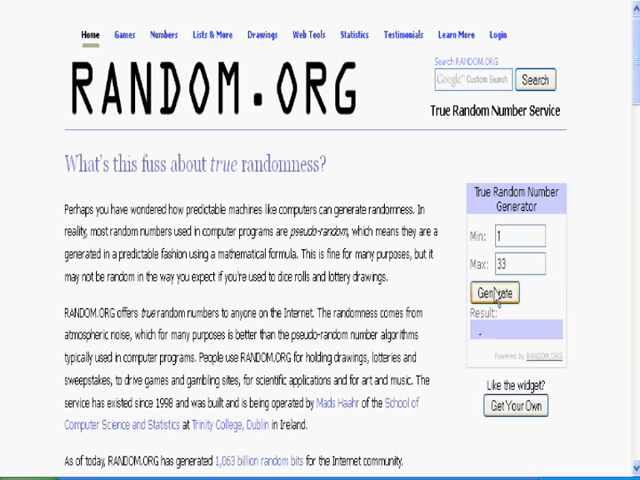 Home Games Numbers Lists & More Drawings Web Tools Statistics Testimonials Learn More Login
RANDOM.ORG
Search RANDOM.ORG
Google™ Custom Search Search
True Random Number Service
What's this fuss about true randomness?
Perhaps you have wondered how predictable machines like computers can generate randomness. In
reality, most random numbers used in computer programs are pseudo-random, which means they are a
generated in a predictable fashion using a mathematical formula. This is fine for many purposes, but it
may not be random in the way you expect if you're used to dice rolls and lottery drawings.
RANDOM.ORG offers true random numbers to anyone on the Internet. The randomness comes from
atmospheric noise, which for many purposes is better than the pseudo-random number algorithms
typically used in computer programs. People use RANDOM.ORG for holding drawings, lotteries and
sweepstakes, to drive games and gambling sites, for scientific applications and for art and music. The
service has existed since 1998 and was built and is being operated by Mads Haahr of the School of
Computer Science and Statistics at Trinity College, Dublin in Ireland.
As of today, RANDOM.ORG has generated 1,063 billion random bits for the Internet community.
True Random Number
Generator
Min: 1
Max: 33
Generate
Result:
Powered by RANDOM.ORG
Like the widget?
Get Your Own